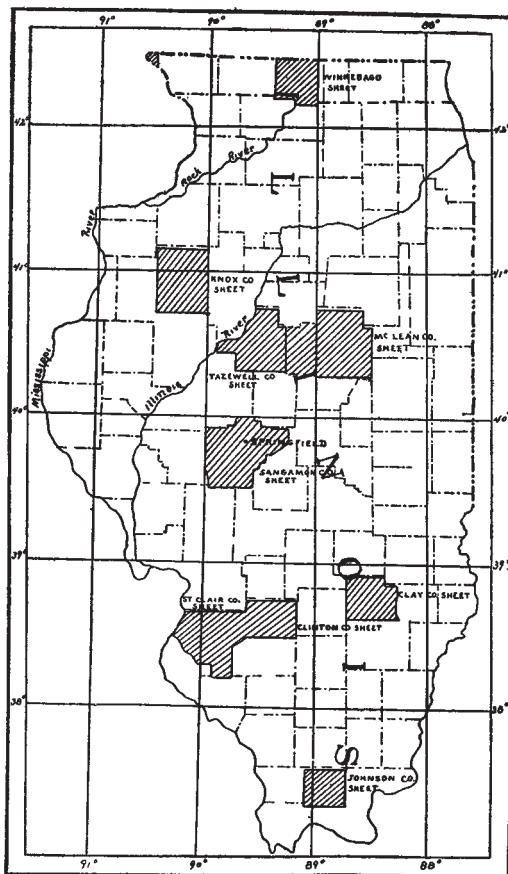 91°
90°
89°
88°
WINNEBAGO
SHEET
42°
42°
Rock River
River
I
41°
41°
KNOX CO
SHEET
L
River
MC LEAN CO.
SHEET
TAZEWELL CO
SHEET
L
Mississippi
Illinois
40°
40°
SPRINGFIELD
SANGAMON CO.
SHEET
N
39°
39°
O
ST CLAIR CO.
SHEET
CLAY CO. SHEET
CLINTON CO SHEET
I
38°
38°
S
JOHNSON CO.
SHEET
91°
90°
89°
88°